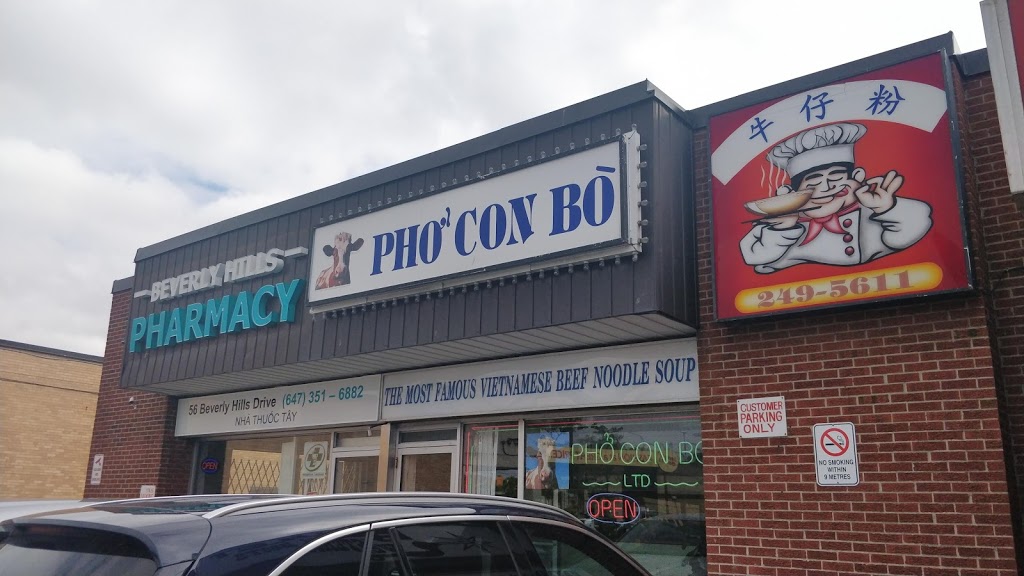 BEVERLY HILLS
PHARMACY
PHỞ CON BÒ
牛仔粉
249-5611
56 Beverly Hills Drive (647) 351 – 6882
NHÀ THUỐC TÂY
THE MOST FAMOUS VIETNAMESE BEEF NOODLE SOUP
OPEN
PHỞ CON BÒ
LTD
OPEN
CUSTOMER
PARKING
ONLY
NO SMOKING
WITHIN
9 METRES